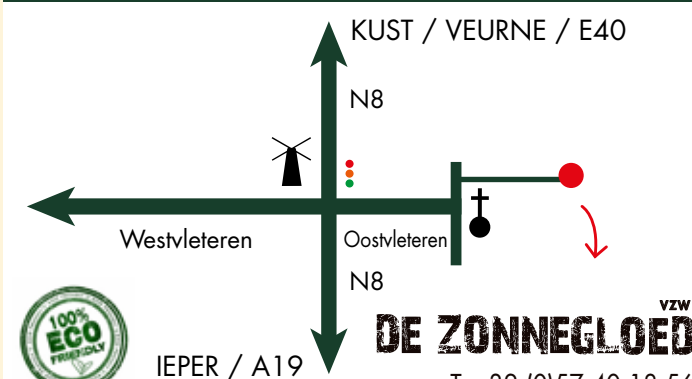 KUST / VEURNE / E40
N8
Westvleteren
Oostvleteren
N8
100%
ECO
FRIENDLY
VZW
DE ZONNEGLOED
IEPER / A19